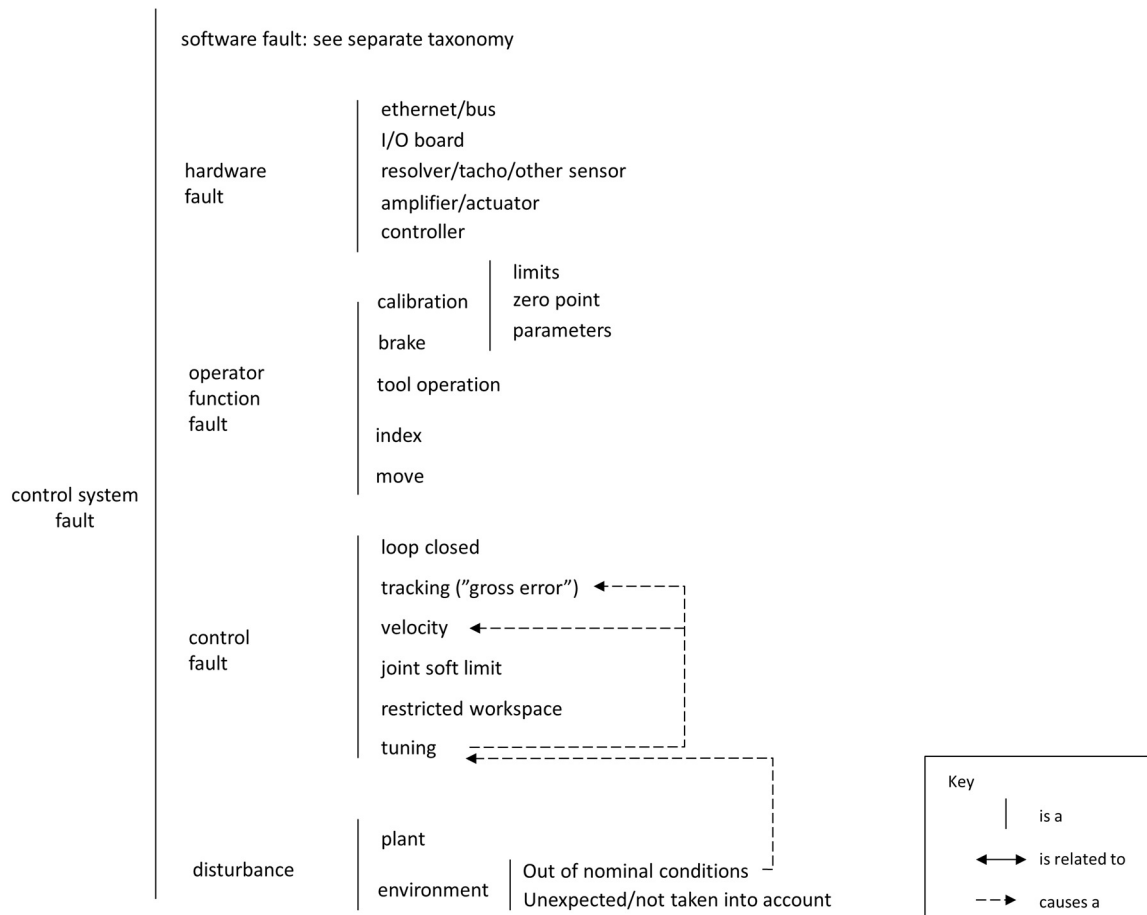 software fault: see separate taxonomy
hardware
fault
ethernet/bus
I/O board
resolver/tacho/other sensor
amplifier/actuator
controller
operator
function
fault
calibration
limits
zero point
parameters
brake
tool operation
index
move
control system
fault
control
fault
loop closed
tracking (”gross error”)
velocity
joint soft limit
restricted workspace
tuning
disturbance
plant
environment
Out of nominal conditions
Unexpected/not taken into account
Key
is a
is related to
causes a